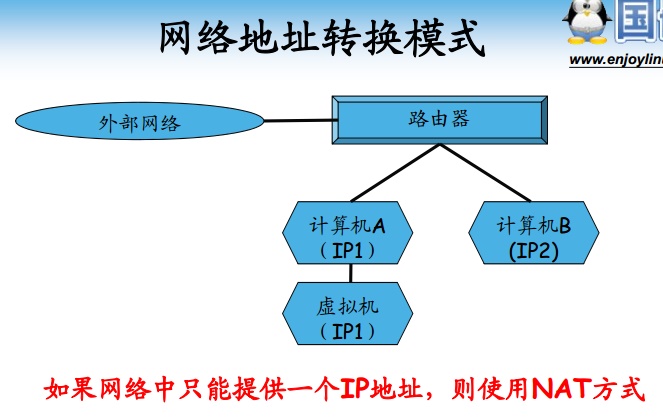 网络地址转换模式
国
www.enjoylin
外部网络
路由器
计算机A
（IP1）
计算机B
(IP2)
虚拟机
（IP1）
如果网络中只能提供一个IP地址，则使用NAT方式